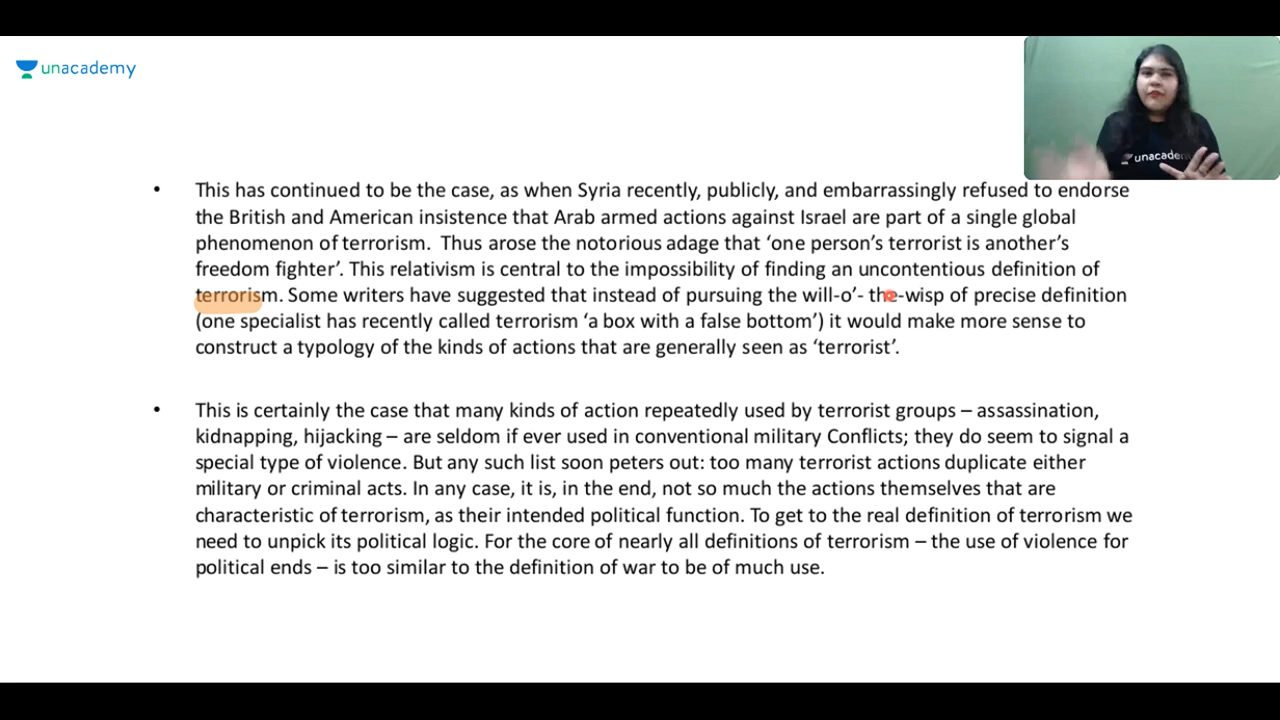 unacademy
unacade
• This has continued to be the case, as when Syria recently, publicly, and embarrassingly refused to endorse
the British and American insistence that Arab armed actions against Israel are part of a single global
phenomenon of terrorism. Thus arose the notorious adage that ‘one person’s terrorist is another’s
freedom fighter’. This relativism is central to the impossibility of finding an uncontentious definition of
terrorism. Some writers have suggested that instead of pursuing the will-o’- the-wisp of precise definition
(one specialist has recently called terrorism ‘a box with a false bottom’) it would make more sense to
construct a typology of the kinds of actions that are generally seen as ‘terrorist’.
• This is certainly the case that many kinds of action repeatedly used by terrorist groups – assassination,
kidnapping, hijacking – are seldom if ever used in conventional military Conflicts; they do seem to signal a
special type of violence. But any such list soon peters out: too many terrorist actions duplicate either
military or criminal acts. In any case, it is, in the end, not so much the actions themselves that are
characteristic of terrorism, as their intended political function. To get to the real definition of terrorism we
need to unpick its political logic. For the core of nearly all definitions of terrorism – the use of violence for
political ends – is too similar to the definition of war to be of much use.